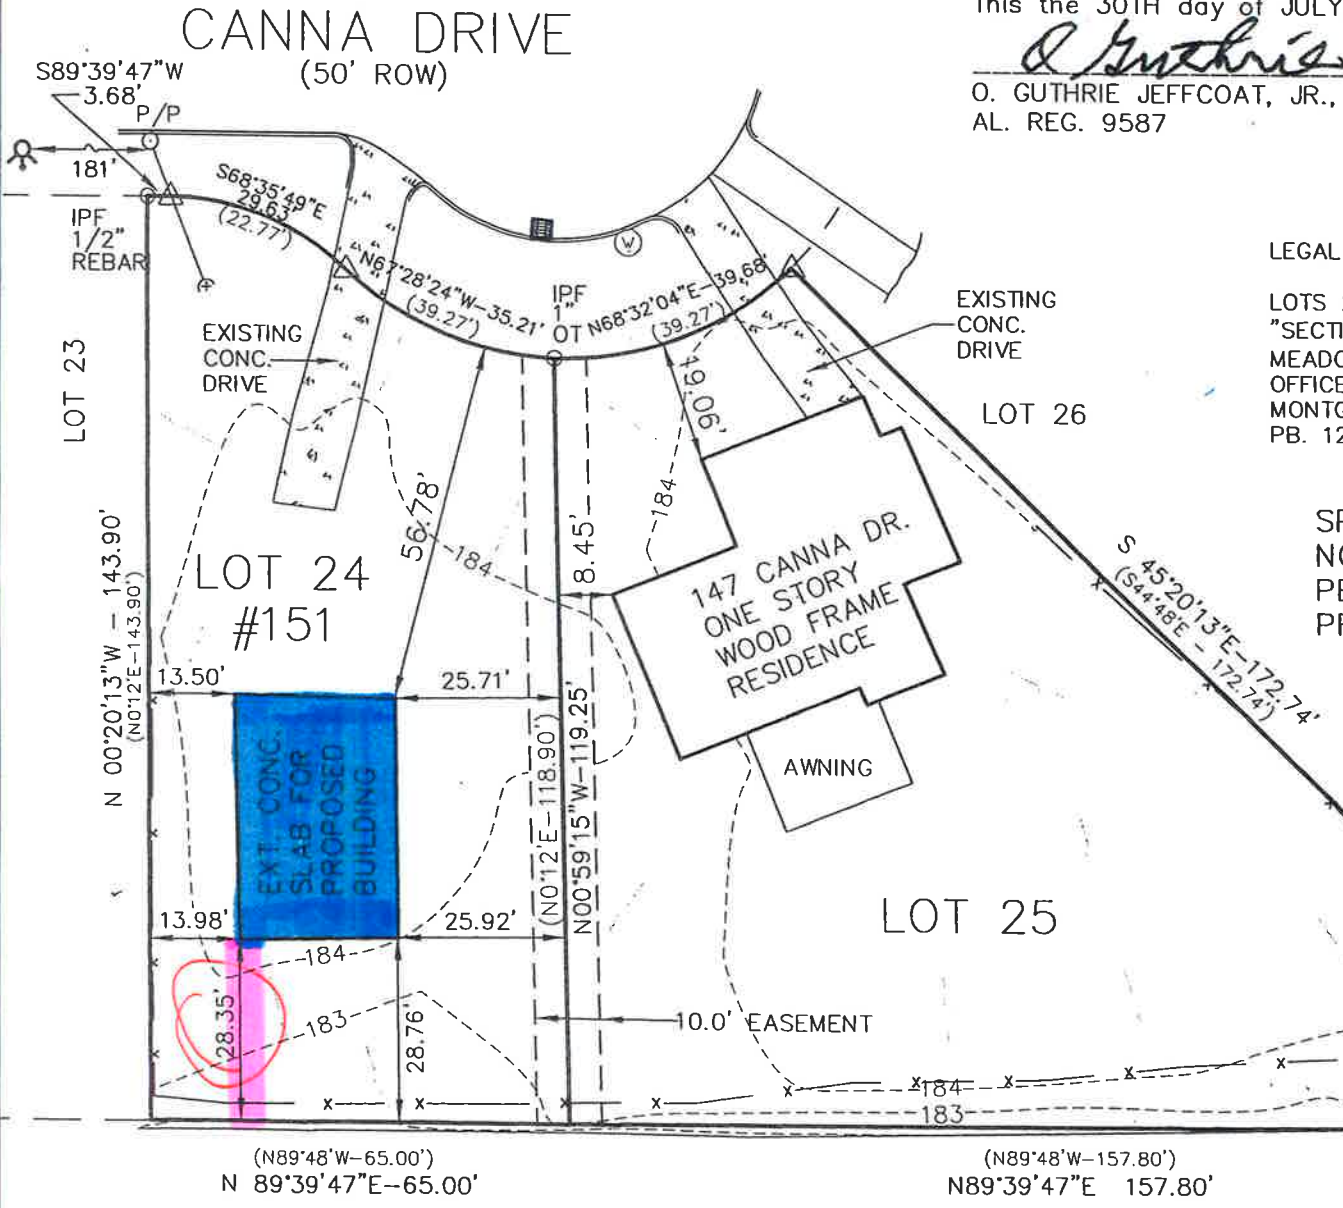 CANNA DRIVE
(50' ROW)
This the 30TH day of JULY
O. GUTHRIE JEFFCOAT, JR.,
AL. REG. 9587
S89°39'47"W
3.68'
P/P
181'
S68°35'49"E
29.63'
(22.77')
IPF
1/2"
REBAR
N67°28'24"W-35.21'
(39.27')
IPF
1"
OT
N68°32'04"E-39.68'
(39.27')
W
EXISTING
CONC.
DRIVE
EXISTING
CONC.
DRIVE
LEGAL
LOTS
"SECTI
MEADO
OFFICE
MONTG
PB. 12
LOT 23
LOT 26
49.06'
56.78'
184
184
8.45'
LOT 24
#151
147 CANNA DR.
ONE STORY
WOOD FRAME
RESIDENCE
AWNING
N 00°20'13"W - 143.90'
(N0°12'E-143.90')
S 45°20'13"E-172.74'
(S44°48'E - 172.74')
13.50'
25.71'
EXT. CONC.
SLAB FOR
PROPOSED
BUILDING
(N0°12'E-118.90')
N00°59'15"W-119.25'
13.98'
25.92'
LOT 25
184
183
28.35'
28.76'
10.0' EASEMENT
184
183
(N89°48'W-65.00')
N 89°39'47"E-65.00'
(N89°48'W-157.80')
N89°39'47"E 157.80'